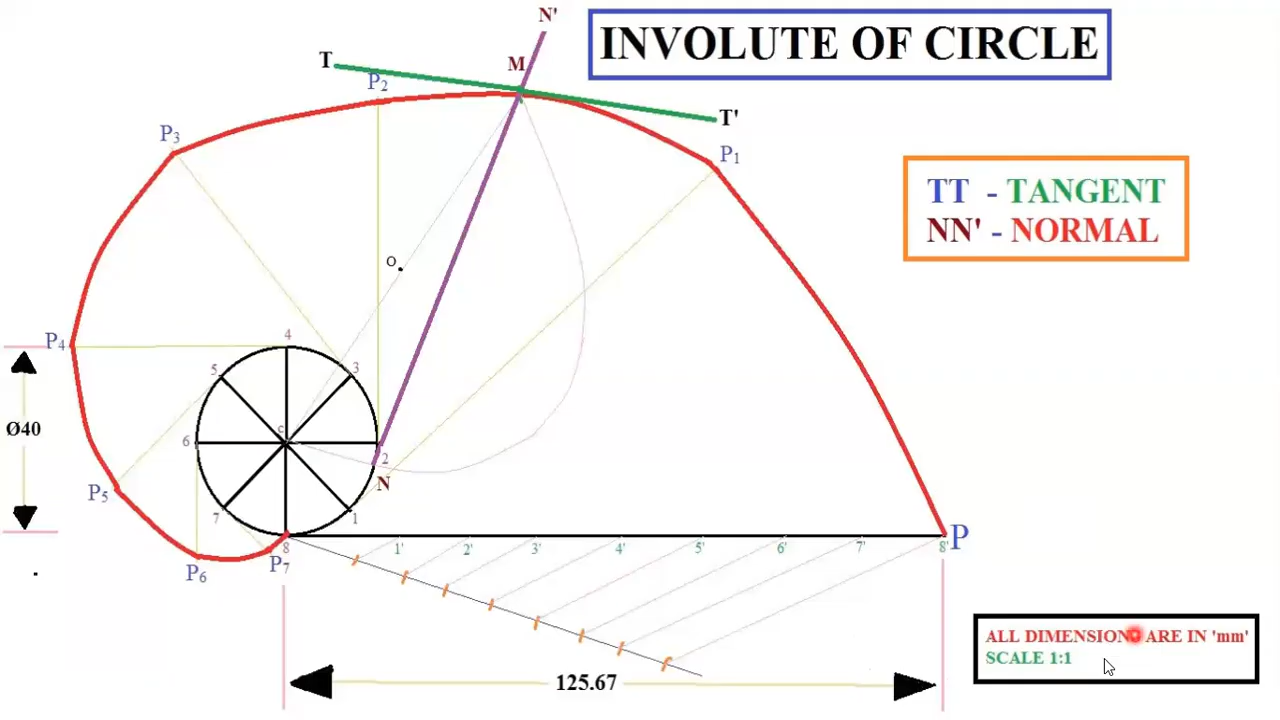 INVOLUTE OF CIRCLE
N'
M
T
T'
P2
P3
P1
TT - TANGENT
NN' - NORMAL
O
P4
4
5
3
Ø40
c
6
2
N
P5
7
1
8
1' 2' 3' 4' 5' 6' 7' 8'
P
P6
P7
125.67
ALL DIMENSIONS ARE IN 'mm'
SCALE 1:1